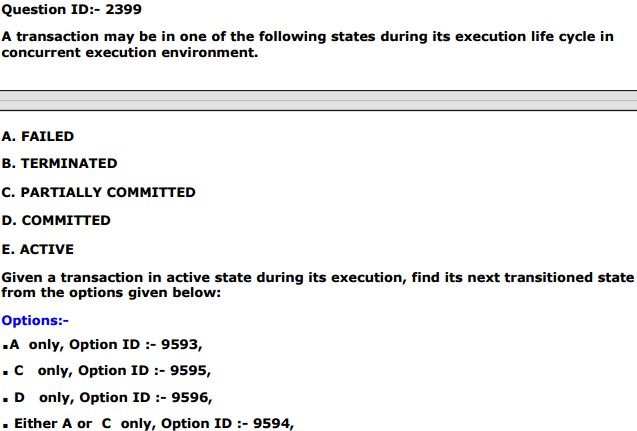 Question ID:- 2399
A transaction may be in one of the following states during its execution life cycle in
concurrent execution environment.
A. FAILED
B. TERMINATED
C. PARTIALLY COMMITTED
D. COMMITTED
E. ACTIVE
Given a transaction in active state during its execution, find its next transitioned state
from the options given below:
Options:-
▪A only, Option ID :- 9593,
▪ C only, Option ID :- 9595,
▪ D only, Option ID :- 9596,
▪ Either A or C only, Option ID :- 9594,